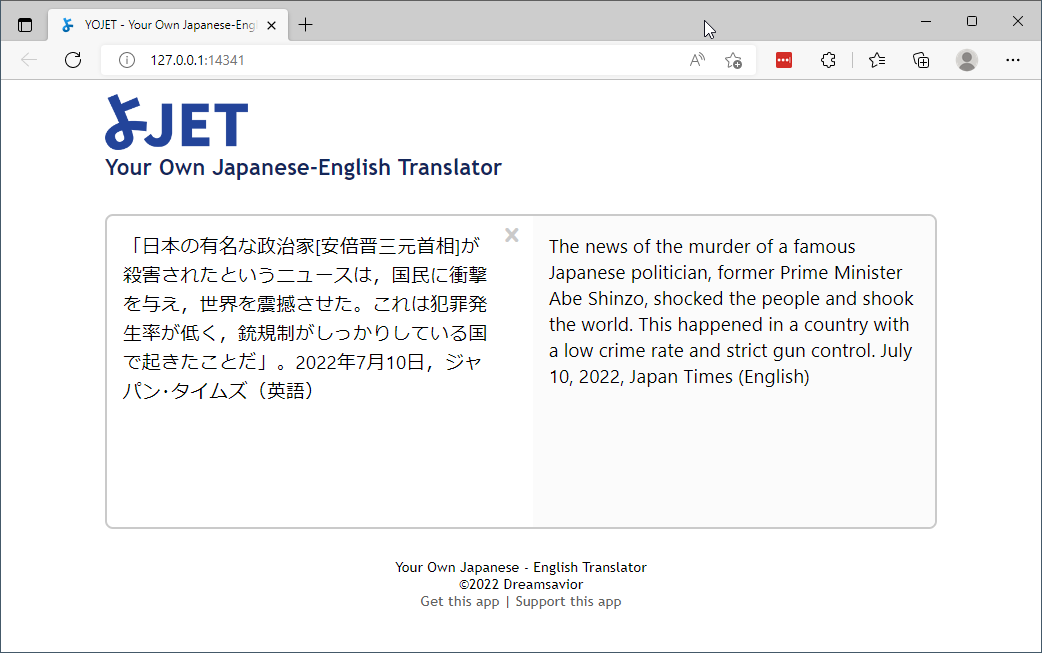 YOJET - Your Own Japanese-Eng
127.0.0.1:14341
よJET
Your Own Japanese-English Translator
「日本の有名な政治家[安倍晋三元首相]が
殺害されたというニュースは，国民に衝撃
を与え，世界を震撼させた。これは犯罪発
生率が低く，銃規制がしっかりしている国
で起きたことだ」。2022年7月10日，ジャ
パン･タイムズ（英語）
The news of the murder of a famous
Japanese politician, former Prime Minister
Abe Shinzo, shocked the people and shook
the world. This happened in a country with
a low crime rate and strict gun control. July
10, 2022, Japan Times (English)
Your Own Japanese - English Translator
©2022 Dreamsavior
Get this app | Support this app